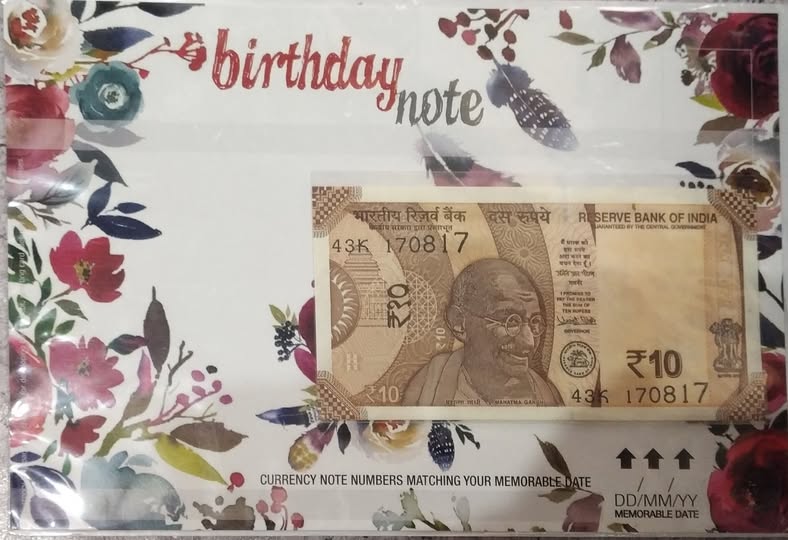 birthday
note
भारतीय रिज़र्व बैंक
दस रुपये
RESERVE BANK OF INDIA
GUARANTEED BY THE CENTRAL GOVERNMENT
43K 170817
₹10
I PROMISE TO
PAY THE BEARER
THE SUM OF
TEN RUPEES
GOVERNOR
₹10
₹10
महात्मा गांधी
MAHATMA GANDHI
43K 170817
CURRENCY NOTE NUMBERS MATCHING YOUR MEMORABLE DATE
DD/MM/YY
MEMORABLE DATE